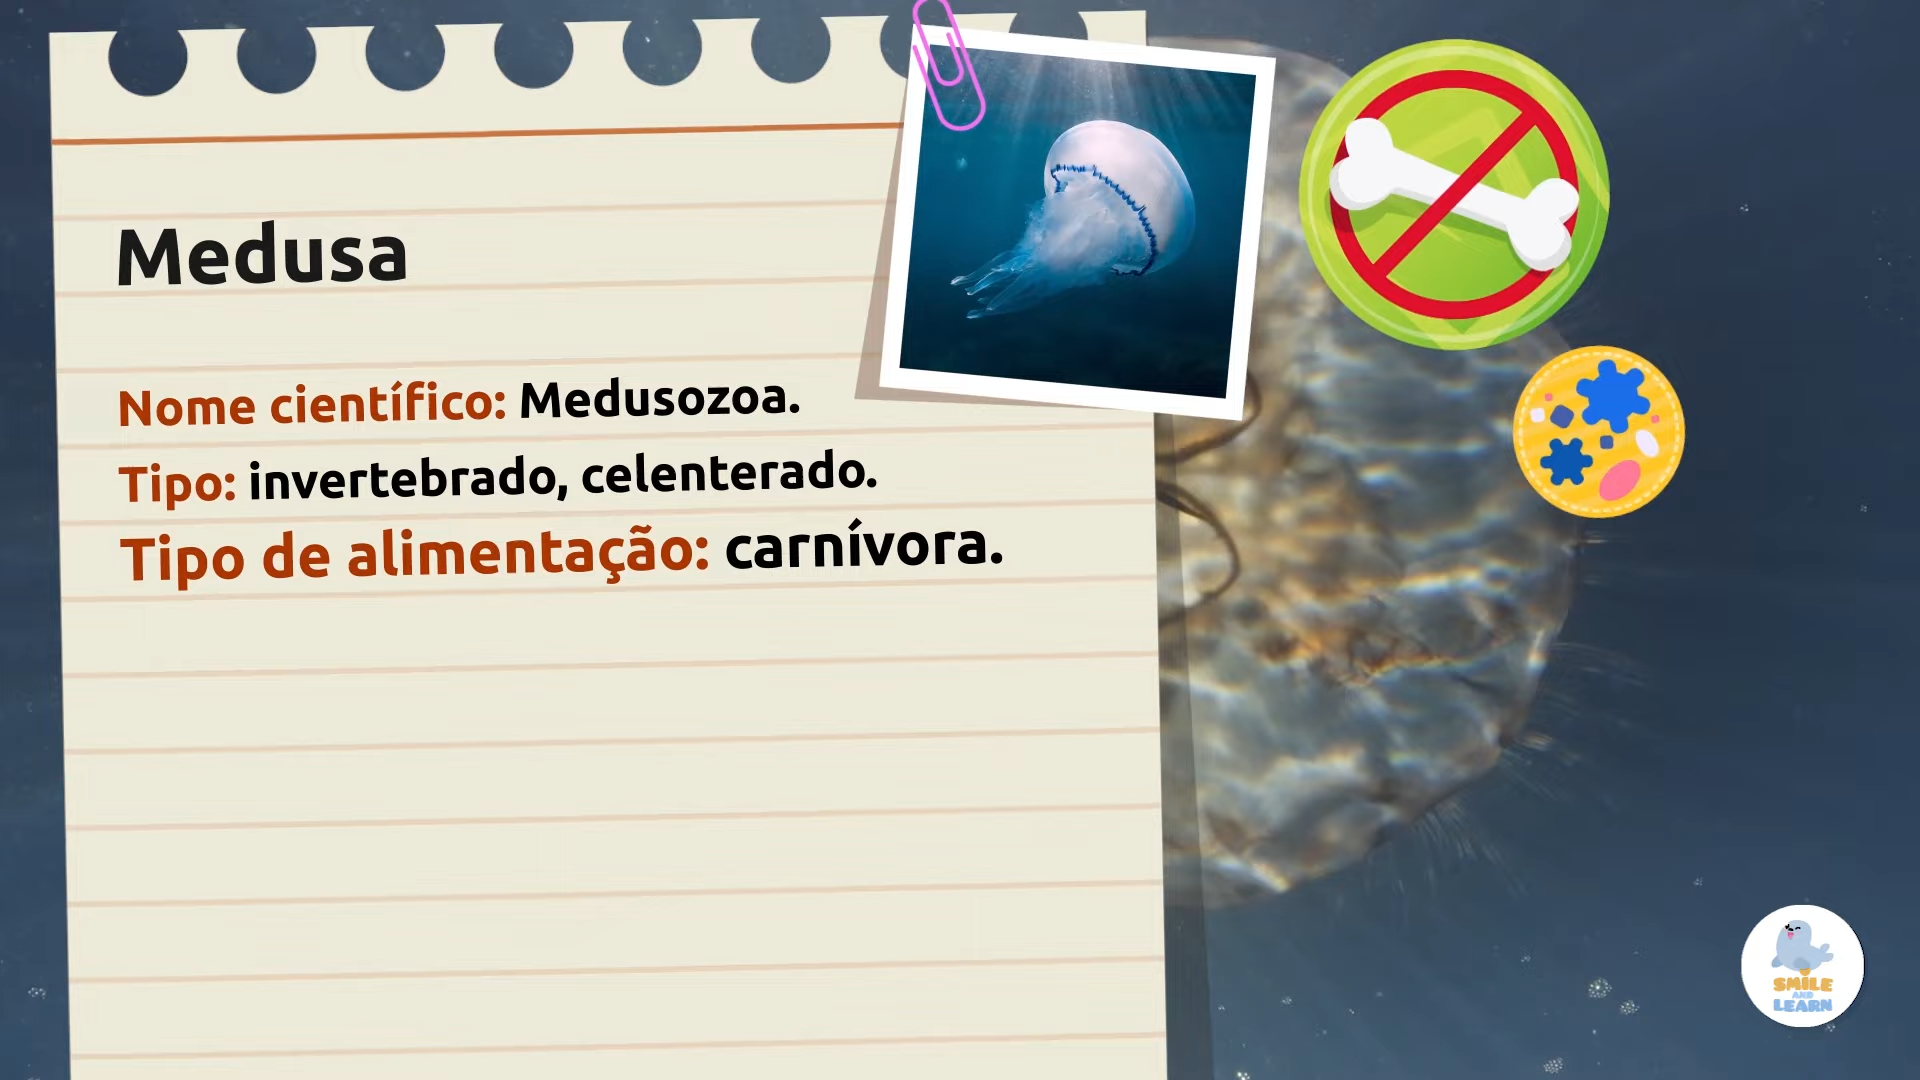 Medusa
Nome científico: Medusozoa.
Tipo: invertebrado, celenterado.
Tipo de alimentação: carnívora.
SMILE
AND
LEARN